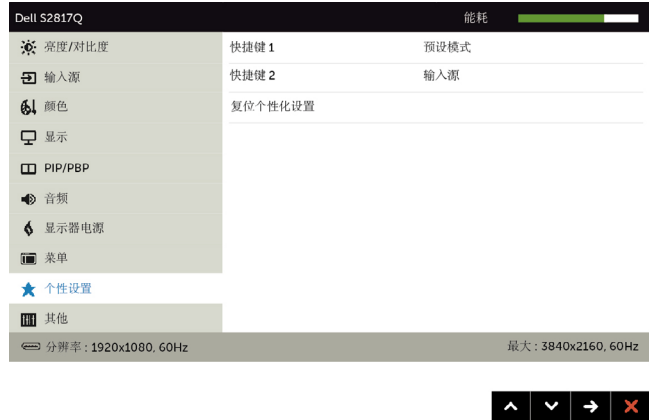 Dell S2817Q 能耗
亮度/对比度 快捷键 1 预设模式
输入源 快捷键 2 输入源
颜色 复位个性化设置
显示
PIP/PBP
音频
显示器电源
菜单
个性设置
其他
分辨率 : 1920x1080, 60Hz 最大 : 3840x2160, 60Hz